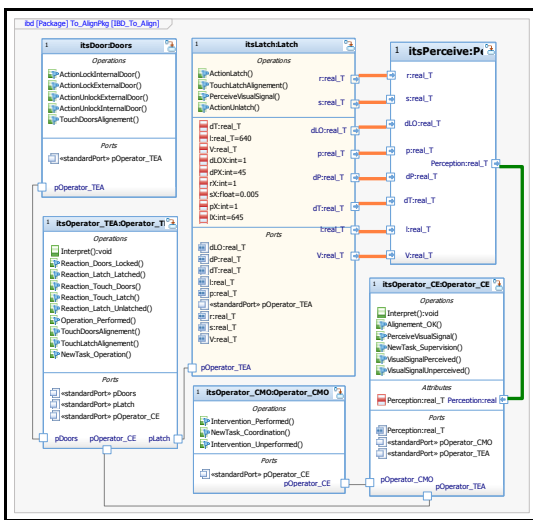 ibd [Package] To_AlignPkg [IBD_To_Align]
1 itsDoor:Doors
Operations
ActionLockInternalDoor()
ActionLockExternalDoor()
ActionUnlockExternalDoor()
ActionUnlockInternalDoor()
TouchDoorsAlignement()
Ports
«standardPort» pOperator_TEA
pOperator_TEA
1 itsLatch:Latch
Operations
ActionLatch()
TouchLatchAlignement()
PerceiveVisualSignal()
ActionUnlatch()
dT:real_T
l:real_T=640
V:real_T
dLOX:int=1
dPX:int=45
rX:int=1
sX:float=0.005
pX:int=1
lX:int=645
Ports
dLO:real_T
dP:real_T
dT:real_T
l:real_T
p:real_T
«standardPort» pOperator_TEA
r:real_T
s:real_T
V:real_T
r:real_T
s:real_T
dLO:real_T
p:real_T
dP:real_T
dT:real_T
l:real_T
V:real_T
pOperator_TEA
1 itsPerceive:Pe
r:real_T
s:real_T
dLO:real_T
p:real_T
Perception:real_T
dP:real_T
dT:real_T
l:real_T
V:real_T
1 itsOperator_TEA:Operator_T
Operations
Interpret():void
Reaction_Doors_Locked()
Reaction_Latch_Latched()
Reaction_Touch_Doors()
Reaction_Touch_Latch()
Reaction_Latch_Unlatched()
Operation_Performed()
TouchDoorsAlignement()
TouchLatchAlignement()
NewTask_Operation()
Ports
«standardPort» pDoors
«standardPort» pLatch
«standardPort» pOperator_CE
pDoors pOperator_CE pLatch
1 itsOperator_CMO:Operator_CMO
Operations
Intervention_Performed()
NewTask_Coordination()
Intervention_Unperformed()
Ports
«standardPort» pOperator_CE
pOperator_CE
1 itsOperator_CE:Operator_CE
Operations
Interpret():void
Alignement_OK()
PerceiveVisualSignal()
NewTask_Supervision()
VisualSignalPerceived()
VisualSignalUnperceived()
Attributes
Perception:real_T Perception:real
Ports
Perception:real_T
«standardPort» pOperator_CMO
«standardPort» pOperator_TEA
pOperator_CMO
pOperator_TEA